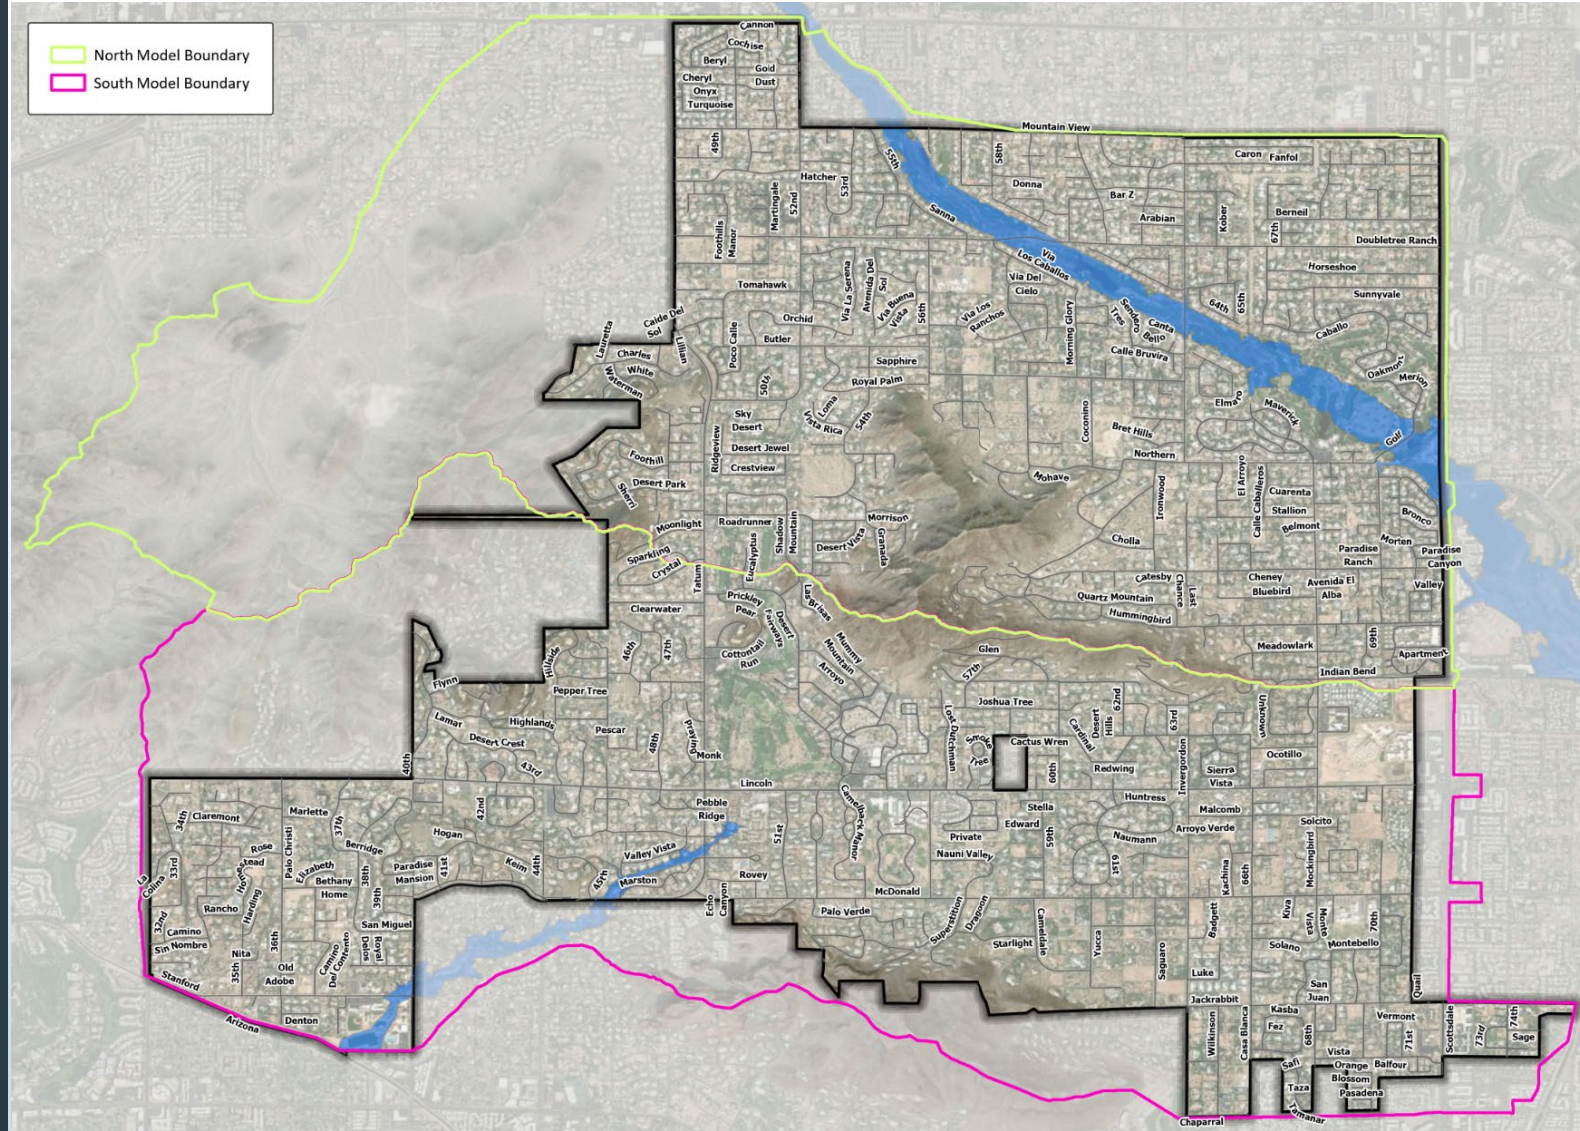 North Model Boundary
South Model Boundary
Cannon
Cochise
Beryl
Gold
Dust
Cheryl
Onyx
Turquoise
Mountain View
49th
55th
58th
Caron
Fanfol
Hatcher
53rd
Martingale
52nd
Donna
Bar Z
Sanna
Arabian
Kober
Berneil
67th
Foothills
Manor
Doubletree Ranch
Via
Los Caballos
Horseshoe
Tomahawk
Via La Serena
Avenida Del
Sol
Via Buena
Vista
56th
Via Del
Cielo
Sunnyvale
64th
65th
Via Los
Ranchos
Morning Glory
Sendero
Tres
Canta
Bello
Caballo
Caide Del
Sol
Orchid
Lauretta
Charles
White
Waterman
Lillian
Poco Calle
Butler
Calle Bruvira
Sapphire
Royal Palm
50th
Oakmont
Merion
Loma
Vista Rica
54th
Sky
Desert
Elmaro
Maverick
Coconino
Bret Hills
Golf
Ridgeview
Desert Jewel
Crestview
Northern
Foothill
Desert Park
Sherri
Mohave
Ironwood
El Arroyo
Calle Caballeros
Cuarenta
Stallion
Belmont
Bronco
Moonlight
Roadrunner
Shadow
Mountain
Morrison
Desert
Vista
Granada
Cholla
Morten
Paradise
Ranch
Paradise
Canyon
Sparkling
Crystal
Eucalyptus
Tatum
Catesby
Last
Chance
Cheney
Bluebird
Avenida El
Alba
Valley
Prickley
Pear
Las
Brisas
Quartz Mountain
Hummingbird
Clearwater
Desert
Fairways
46th
47th
Cottontail
Run
Mummy
Mountain
Arroyo
Glen
57th
Meadowlark
69th
Apartment
Indian Bend
Hillside
Flynn
Pepper Tree
Joshua Tree
62nd
Desert
Hills
Cardinal
63rd
Unknown
Lamar
Highlands
Desert Crest
Pescar
48th
Praying
Monk
Lost Dutchman
Smoke
Tree
Cactus Wren
Ocotillo
40th
43rd
60th
Redwing
Invergordon
Sierra
Vista
Lincoln
Pebble
Ridge
Camelback Manor
Huntress
Stella
Malcomb
34th
Claremont
Marlette
37th
42nd
Edward
59th
Arroyo Verde
Solcito
Berridge
Hogan
51st
Private
Naumann
Rose
Palo Christi
Valley Vista
Nauni Valley
Mockingbird
Homestead
Elizabeth
38th
Paradise
Mansion
41st
Keim
44th
45th
Marston
Rovey
61st
Kachina
66th
33rd
La
Colina
Bethany
Home
39th
McDonald
Echo
Canyon
Rancho
Harding
Palo Verde
Superstition
Dragoon
Cameldale
Badgett
Kiva
Monte
Vista
70th
32nd
Camino
Sin Nombre
36th
San Miguel
Camino
Del Contento
Delos
Royal
Starlight
Yucca
Saguaro
Solano
Montebello
Nita
35th
Old
Adobe
Stanford
Luke
San
Juan
Quail
Jackrabbit
Arizona
Denton
Wilkinson
Casa Blanca
Kasba
Fez
68th
Vermont
71st
Scottsdale
73rd
74th
Sage
Safi
Vista
Orange
Balfour
Blossom
Taza
Pasadena
Tamanar
Chaparral